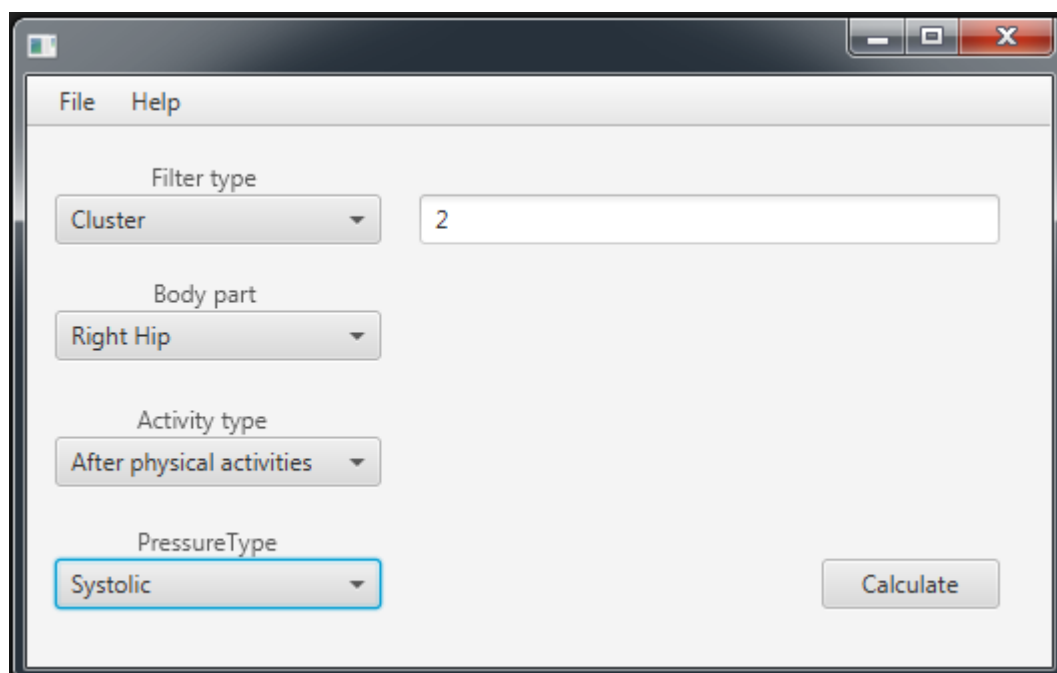 File Help
Filter type
Cluster 2
Body part
Right Hip
Activity type
After physical activities
PressureType
Systolic Calculate